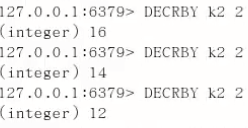 127.0.0.1:6379> DECRBY k2 2
(integer) 16
127.0.0.1:6379> DECRBY k2 2
(integer) 14
127.0.0.1:6379> DECRBY k2 2
(integer) 12